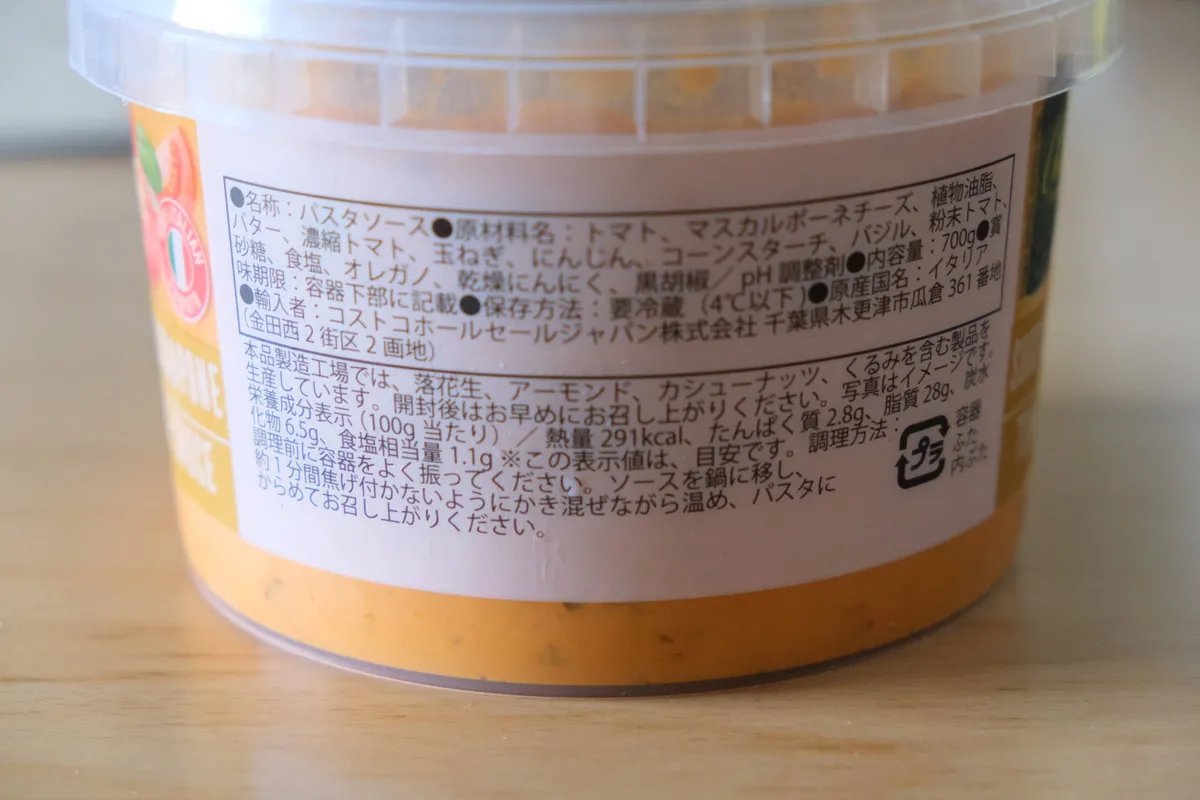 ●名称：パスタソース●原材料名：トマト、マスカルポーネチーズ、植物油脂、
バター、濃縮トマト、玉ねぎ、にんじん、コーンスターチ、バジル、粉末トマト、
砂糖、食塩、オレガノ、乾燥にんにく、黒胡椒／pH調整剤●内容量：700g●賞
味期限：容器下部に記載●保存方法：要冷蔵（4℃以下）●原産国名：イタリア
●輸入者：コストコホールセールジャパン株式会社 千葉県木更津市瓜倉361番地
（金田西2街区2画地）
本品製造工場では、落花生、アーモンド、カシューナッツ、くるみを含む製品を
生産しています。開封後はお早めにお召し上がりください。写真はイメージです。
栄養成分表示（100g当たり）／熱量291kcal、たんぱく質2.8g、脂質28g、炭水
化物6.5g、食塩相当量1.1g ※この表示値は、目安です。調理方法：
調理前に容器をよく振ってください。ソースを鍋に移し、
約1分間焦げ付かないようにかき混ぜながら温め、パスタに
からめてお召し上がりください。
プラ
容器
ふた
内ぶた